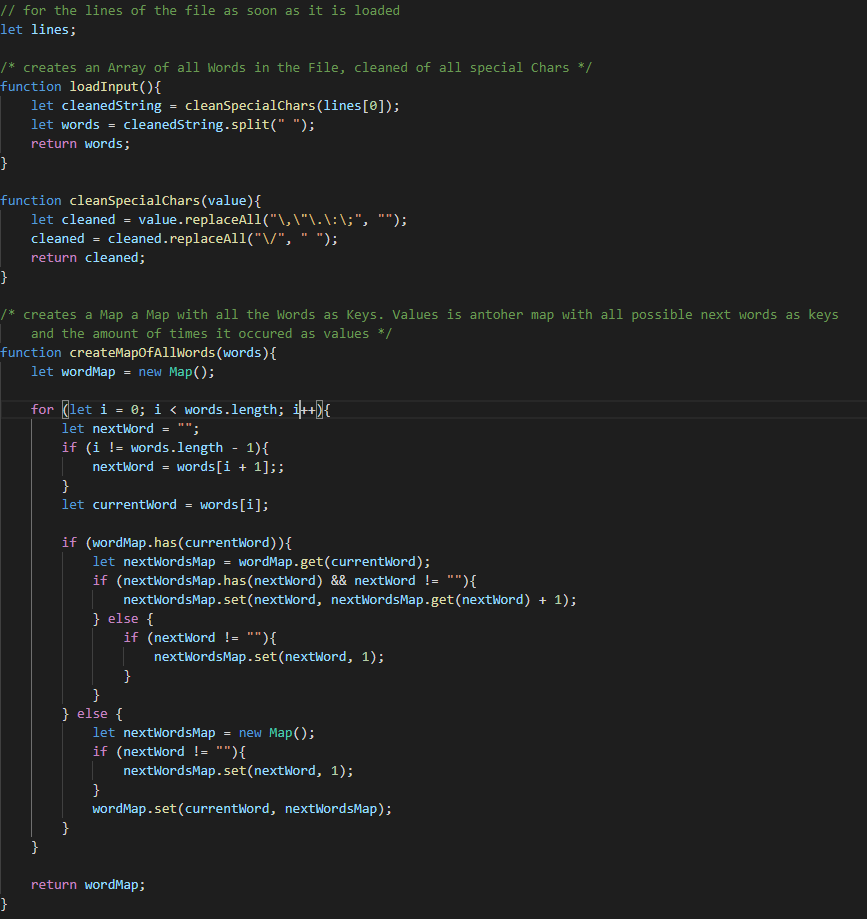 // for the lines of the file as soon as it is loaded
let lines;
/* creates an Array of all Words in the File, cleaned of all special Chars */
function loadInput(){
let cleanedString = cleanSpecialChars(lines[0]);
let words = cleanedString.split(" ");
return words;
}
function cleanSpecialChars(value){
let cleaned = value.replaceAll("\,\"\.\:\;", "");
cleaned = cleaned.replaceAll("\/", " ");
return cleaned;
}
/* creates a Map a Map with all the Words as Keys. Values is antoher map with all possible next words as keys
and the amount of times it occured as values */
function createMapOfAllWords(words){
let wordMap = new Map();
for (let i = 0; i < words.length; i++){
let nextWord = "";
if (i != words.length - 1){
nextWord = words[i + 1];;
}
let currentWord = words[i];
if (wordMap.has(currentWord)){
let nextWordsMap = wordMap.get(currentWord);
if (nextWordsMap.has(nextWord) && nextWord != ""){
nextWordsMap.set(nextWord, nextWordsMap.get(nextWord) + 1);
} else {
if (nextWord != ""){
nextWordsMap.set(nextWord, 1);
}
}
} else {
let nextWordsMap = new Map();
if (nextWord != ""){
nextWordsMap.set(nextWord, 1);
}
wordMap.set(currentWord, nextWordsMap);
}
}
return wordMap;
}